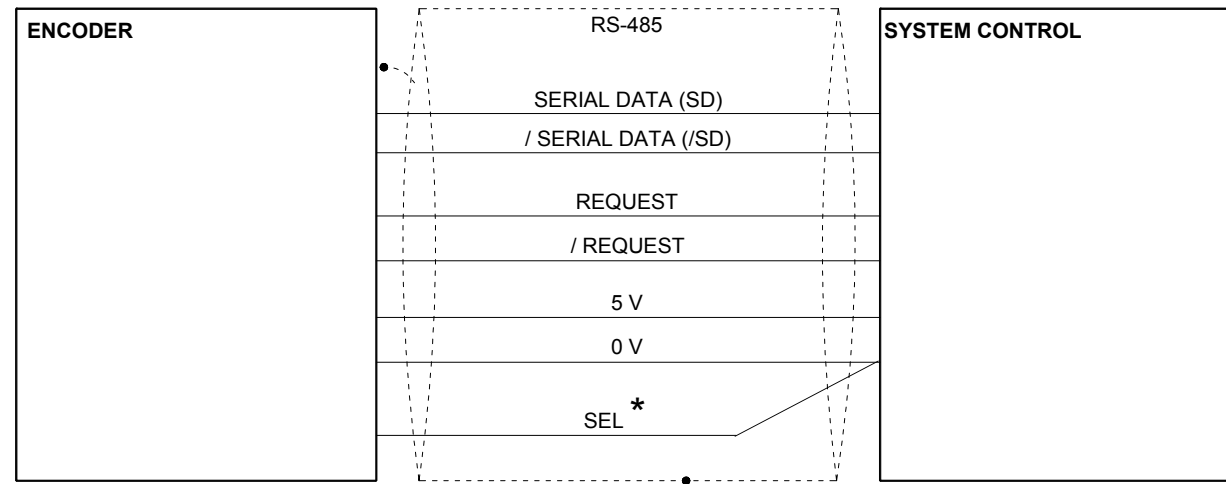 ENCODER
RS-485
SYSTEM CONTROL
SERIAL DATA (SD)
/ SERIAL DATA (/SD)
REQUEST
/ REQUEST
5 V
0 V
SEL *